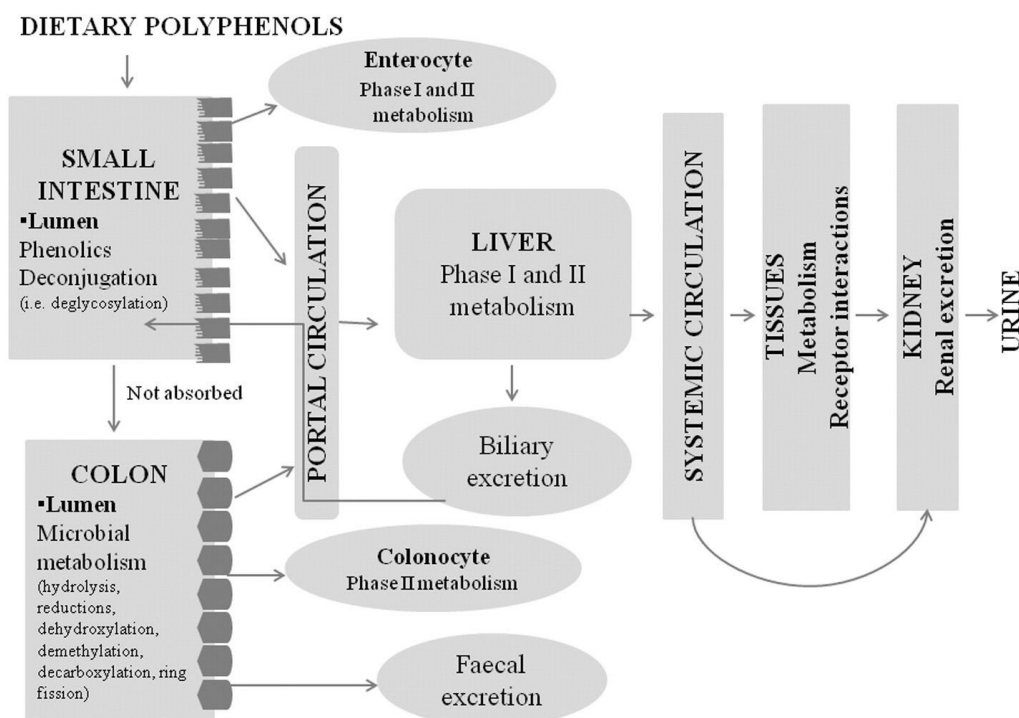 DIETARY POLYPHENOLS
Enterocyte
Phase I and II
metabolism
SMALL
INTESTINE
▪Lumen
Phenolics
Deconjugation
(i.e. deglycosylation)
Not absorbed
COLON
▪Lumen
Microbial
metabolism
(hydrolysis,
reductions,
dehydroxylation,
demethylation,
decarboxylation, ring
fission)
PORTAL CIRCULATION
LIVER
Phase I and II
metabolism
Biliary
excretion
Colonocyte
Phase II metabolism
Faecal
excretion
SYSTEMIC CIRCULATION
TISSUES
Metabolism
Receptor interactions
KIDNEY
Renal excretion
URINE